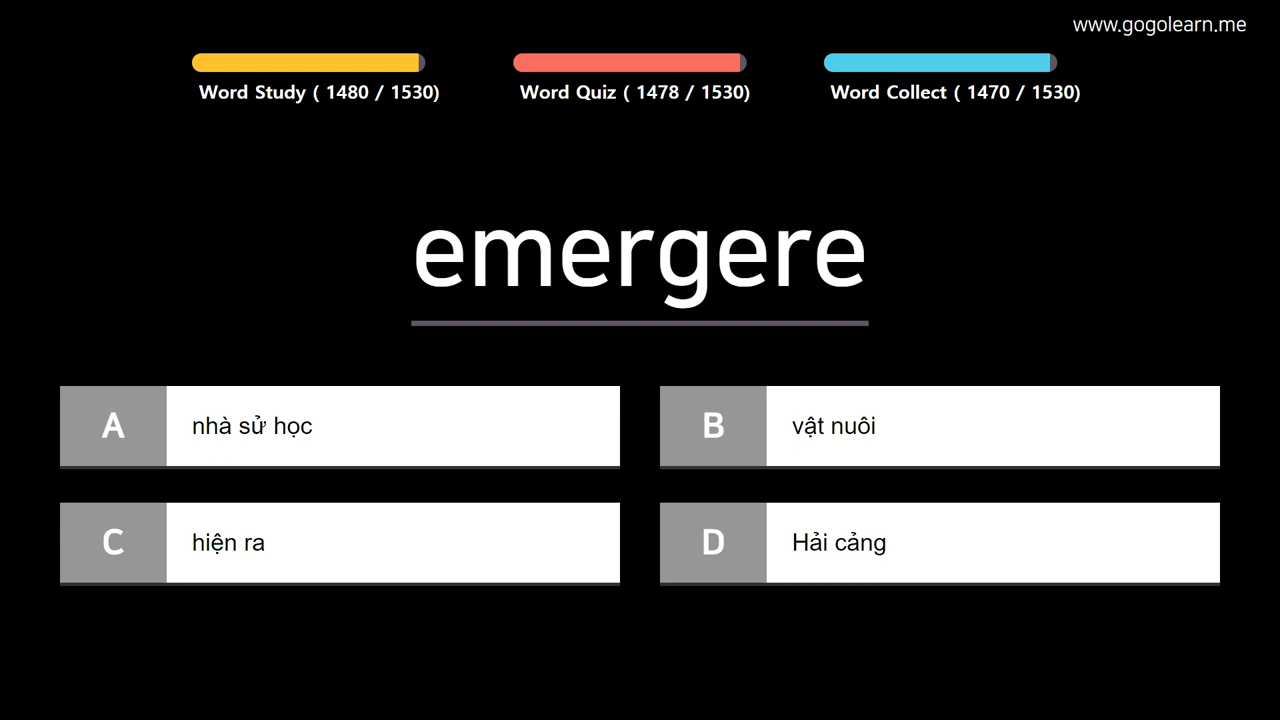 www.gogolearn.me
Word Study ( 1480 / 1530)
Word Quiz ( 1478 / 1530)
Word Collect ( 1470 / 1530)
emergere
A nhà sử học
B vật nuôi
C hiện ra
D Hải cảng